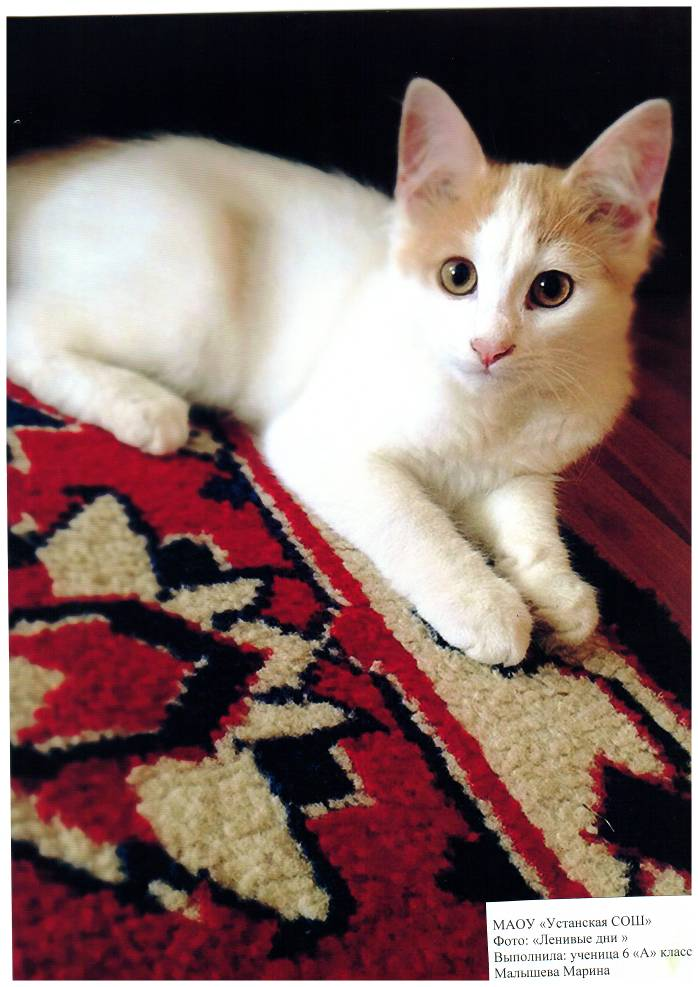 МАОУ «Устанская СОШ»
Фото: «Ленивые дни »
Выполнила: ученица 6 «А» класс
Малышева Марина